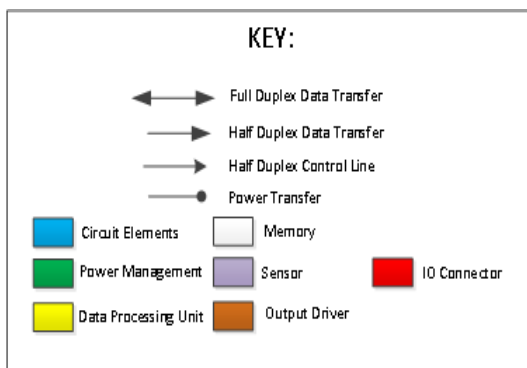 KEY:
Full Duplex Data Transfer
Half Duplex Data Transfer
Half Duplex Control Line
Power Transfer
Circuit Elements
Memory
Power Management
Sensor
IO Connector
Data Processing Unit
Output Driver